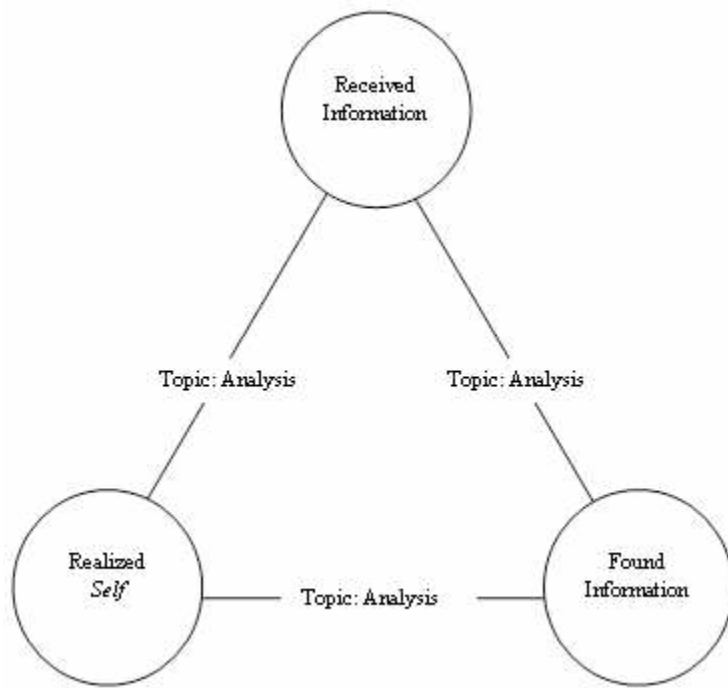 Received
Information
Topic: Analysis
Topic: Analysis
Realized
Self
Found
Information
Topic: Analysis